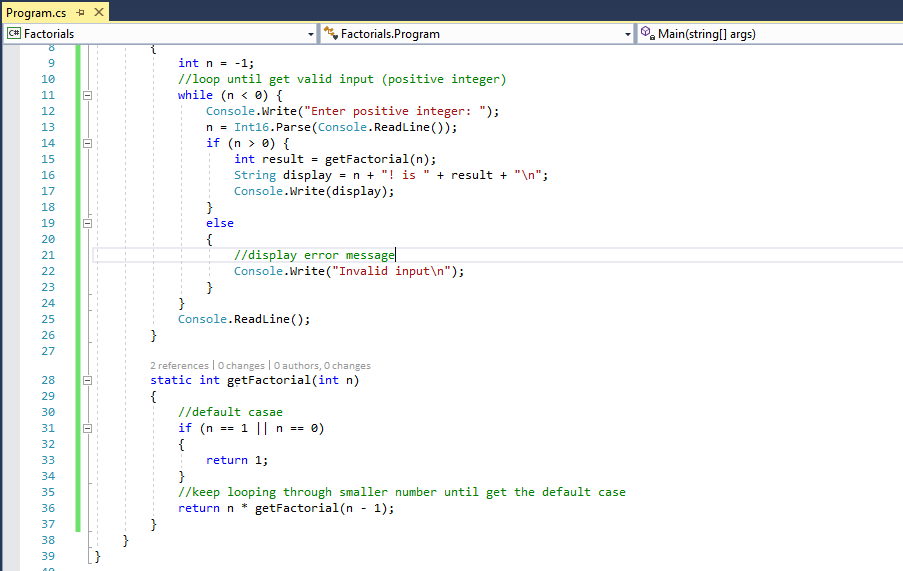 Program.cs
C# Factorials Factorials.Program Main(string[] args)
8 {
9 int n = -1;
10 //loop until get valid input (positive integer)
11 while (n < 0) {
12 Console.Write("Enter positive integer: ");
13 n = Int16.Parse(Console.ReadLine());
14 if (n > 0) {
15 int result = getFactorial(n);
16 String display = n + "! is " + result + "\n";
17 Console.Write(display);
18 }
19 else
20 {
21 //display error message
22 Console.Write("Invalid input\n");
23 }
24 }
25 Console.ReadLine();
26 }
27
2 references | 0 changes | 0 authors, 0 changes
28 static int getFactorial(int n)
29 {
30 //default casae
31 if (n == 1 || n == 0)
32 {
33 return 1;
34 }
35 //keep looping through smaller number until get the default case
36 return n * getFactorial(n - 1);
37 }
38 }
39 }
40